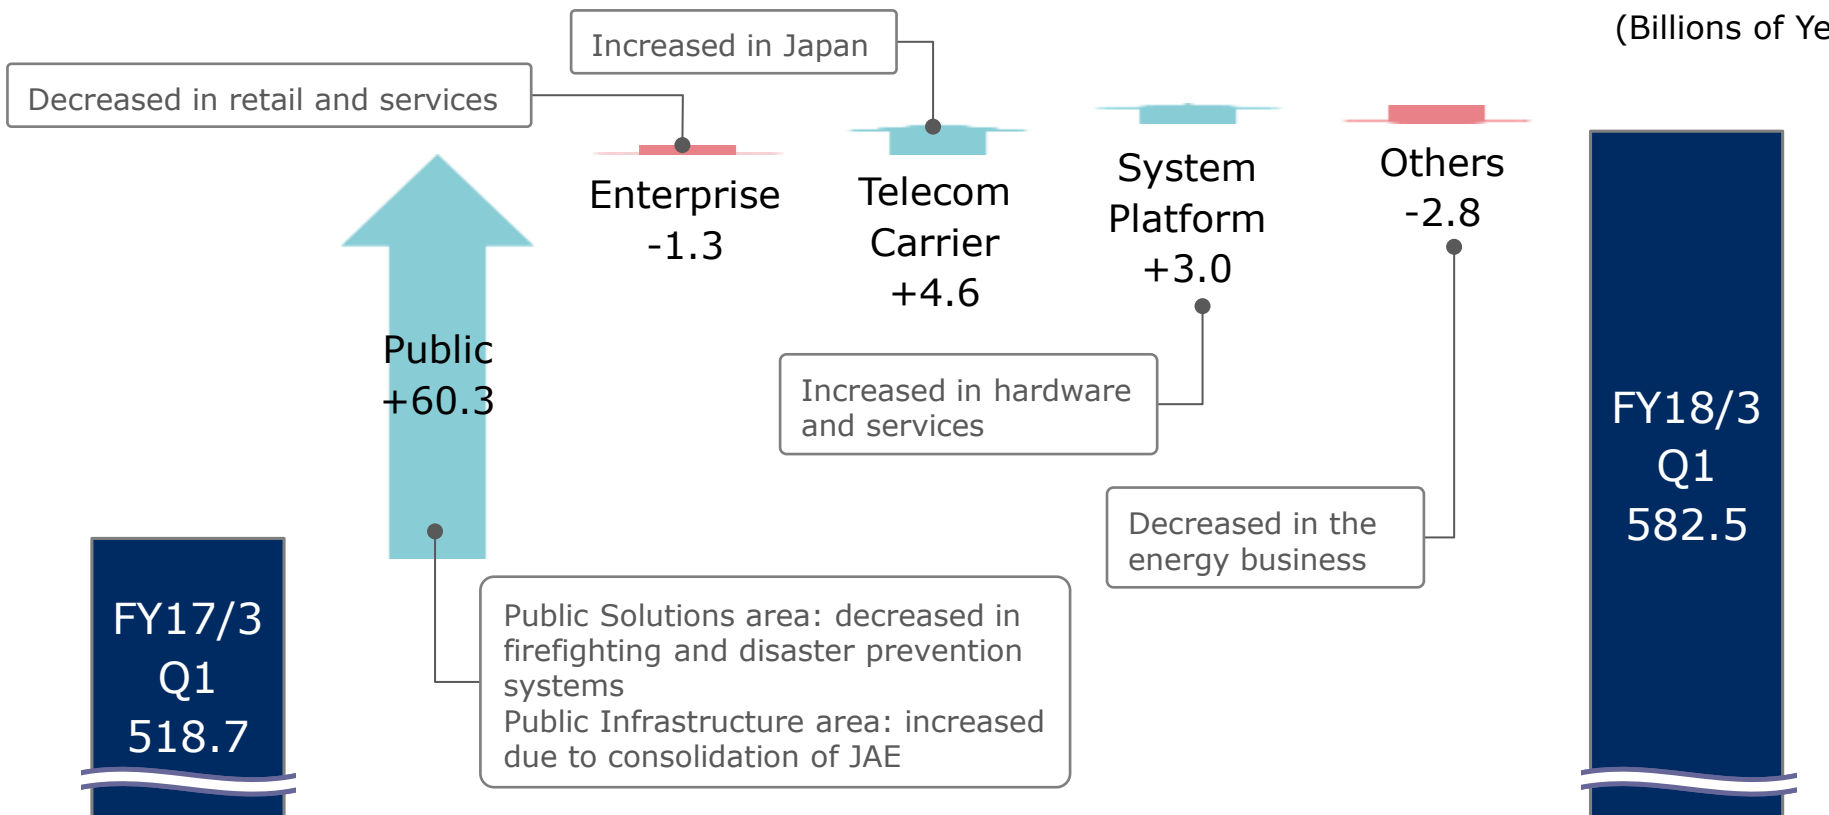 (Billions of Ye
Increased in Japan
Decreased in retail and services
Enterprise
-1.3
Telecom
Carrier
+4.6
System
Platform
+3.0
Others
-2.8
Public
+60.3
Increased in hardware
and services
Decreased in the
energy business
Public Solutions area: decreased in
firefighting and disaster prevention
systems
Public Infrastructure area: increased
due to consolidation of JAE
FY17/3
Q1
518.7
FY18/3
Q1
582.5